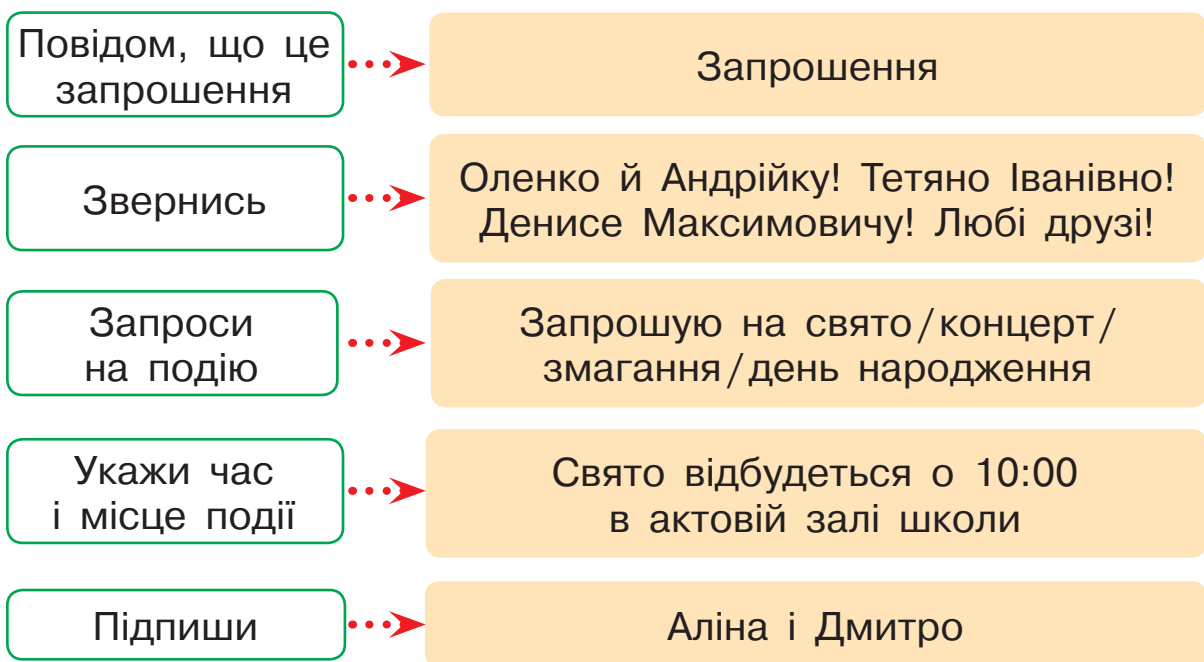 Повідом, що це
запрошення
Запрошення
Звернись
Оленко й Андрійку! Тетяно Іванівно!
Денисе Максимовичу! Любі друзі!
Запроси
на подію
Запрошую на свято/концерт/
змагання/день народження
Укажи час
і місце події
Свято відбудеться о 10:00
в актовій залі школи
Підпиши
Аліна і Дмитро